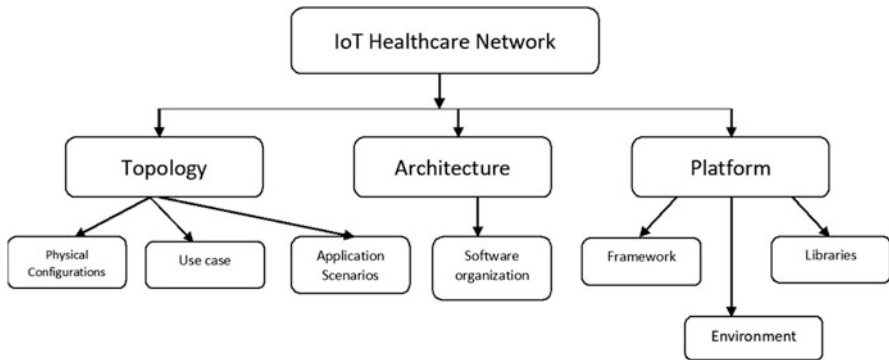 IoT Healthcare Network
Topology
Architecture
Platform
Physical
Configurations
Use case
Application
Scenarios
Software
organization
Framework
Libraries
Environment